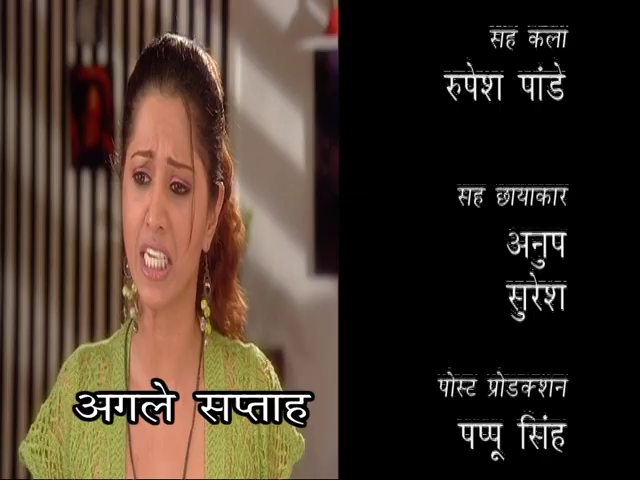 अगले सप्ताह
सह कला
रुपेश पांडे
सह छायाकार
अनुप
सुरेश
पोस्ट प्रोडक्शन
पप्पू सिंह